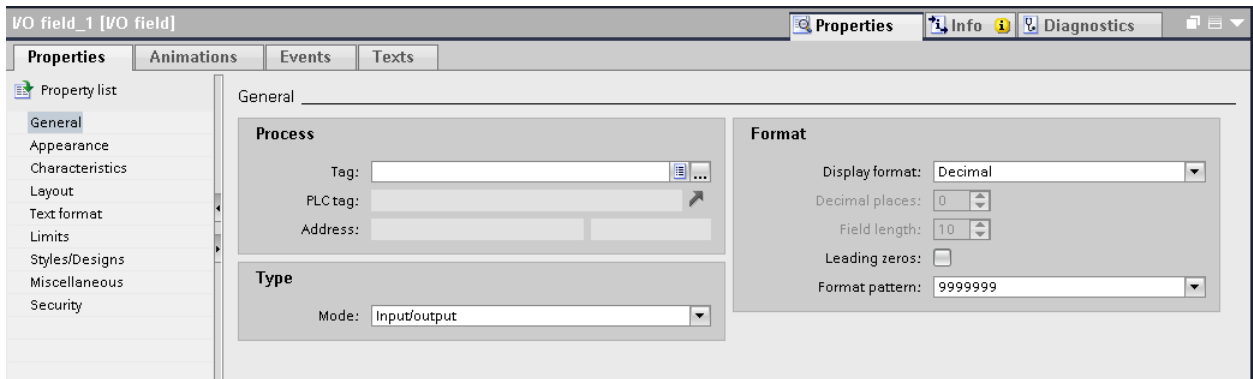 I/O field_1 [I/O field]
Properties Info Diagnostics
Properties Animations Events Texts
Property list
General
Appearance
Characteristics
Layout
Text format
Limits
Styles/Designs
Miscellaneous
Security
General
Process
Tag: ...
PLC tag:
Address:
Type
Mode: Input/output
Format
Display format: Decimal
Decimal places: 0
Field length: 10
Leading zeros:
Format pattern: 9999999